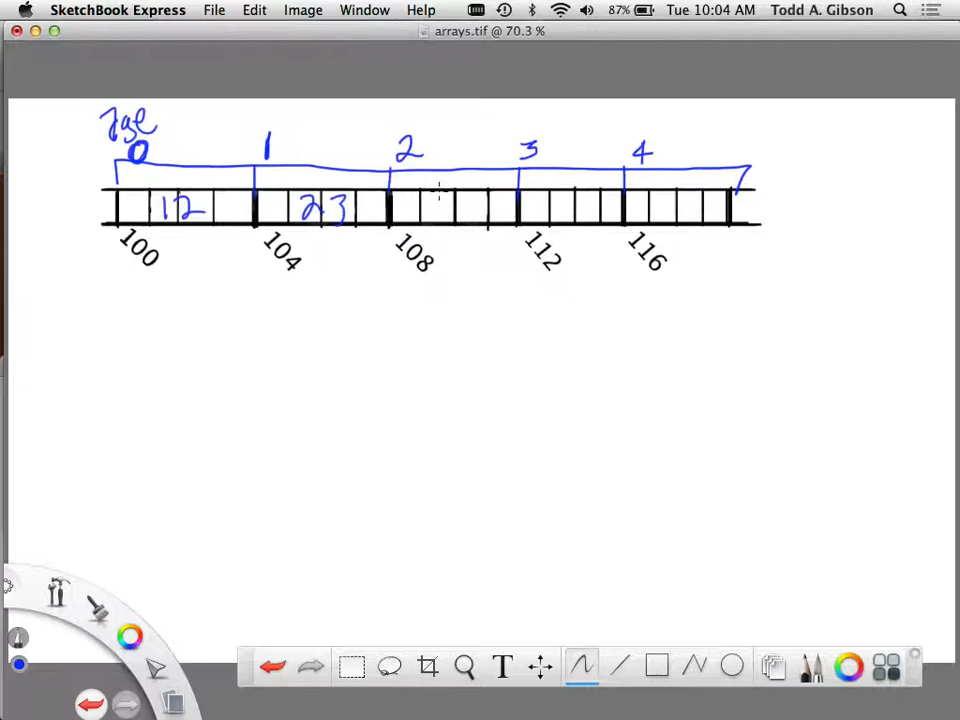 SketchBook Express File Edit Image Window Help 87% Tue 10:04 AM Todd A. Gibson
arrays.tif @ 70.3 %
Age
0 1 2 3 4
12 23
100 104 108 112 116
T